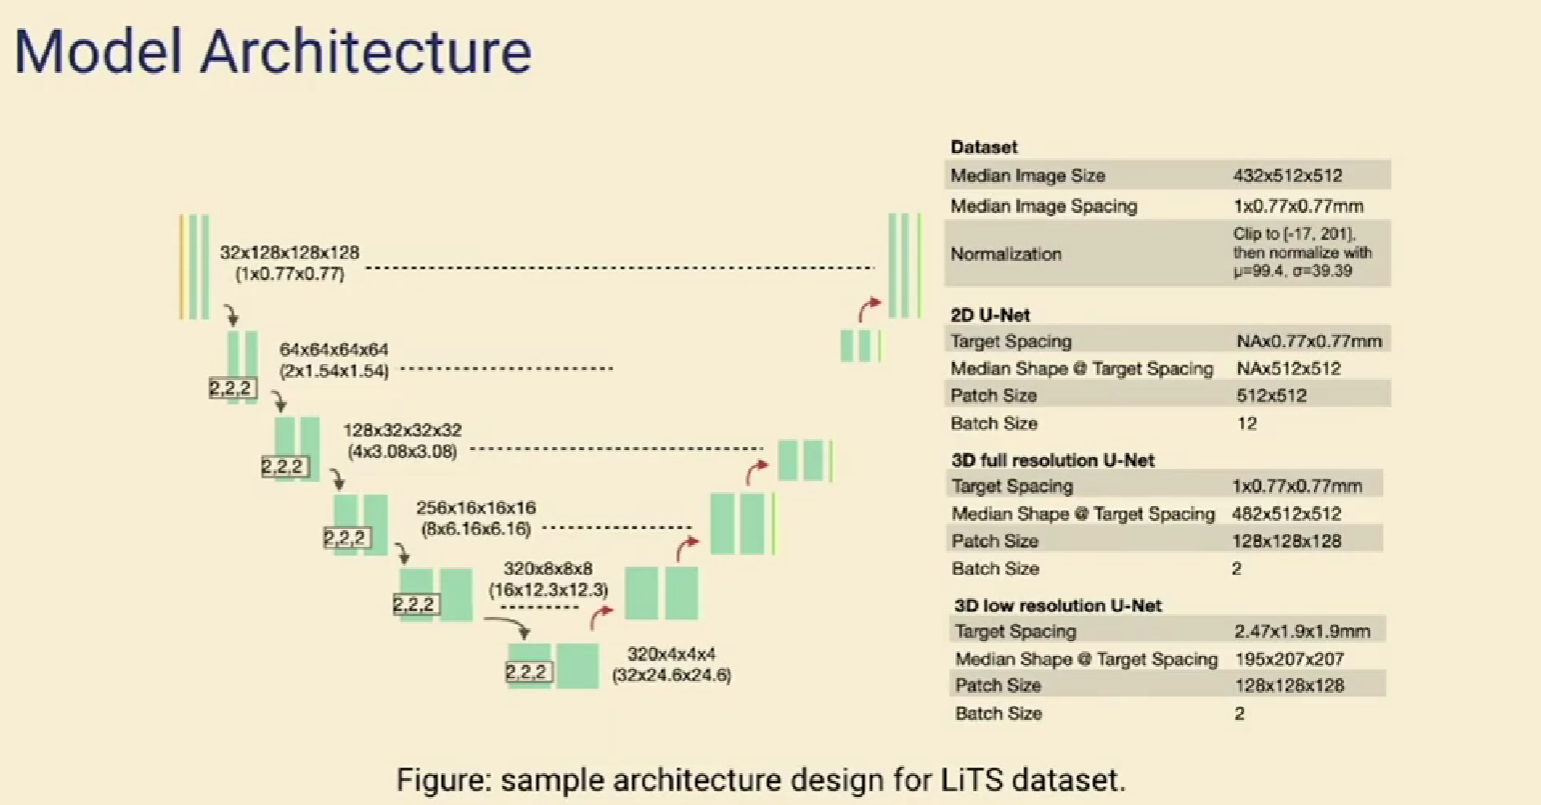 Model Architecture
32x128x128x128
(1x0.77x0.77)
64x64x64x64
(2x1.54x1.54)
2,2,2
128x32x32x32
(4x3.08x3.08)
2,2,2
256x16x16x16
(8x6.16x6.16)
2,2,2
320x8x8x8
(16x12.3x12.3)
2,2,2
320x4x4x4
(32x24.6x24.6)
2,2,2
Dataset
Median Image Size 432x512x512
Median Image Spacing 1x0.77x0.77mm
Normalization
Clip to [-17, 201],
then normalize with
μ=99.4, σ=39.39
2D U-Net
Target Spacing NAx0.77x0.77mm
Median Shape @ Target Spacing NAx512x512
Patch Size 512x512
Batch Size 12
3D full resolution U-Net
Target Spacing 1x0.77x0.77mm
Median Shape @ Target Spacing 482x512x512
Patch Size 128x128x128
Batch Size 2
3D low resolution U-Net
Target Spacing 2.47x1.9x1.9mm
Median Shape @ Target Spacing 195x207x207
Patch Size 128x128x128
Batch Size 2
Figure: sample architecture design for LiTS dataset.